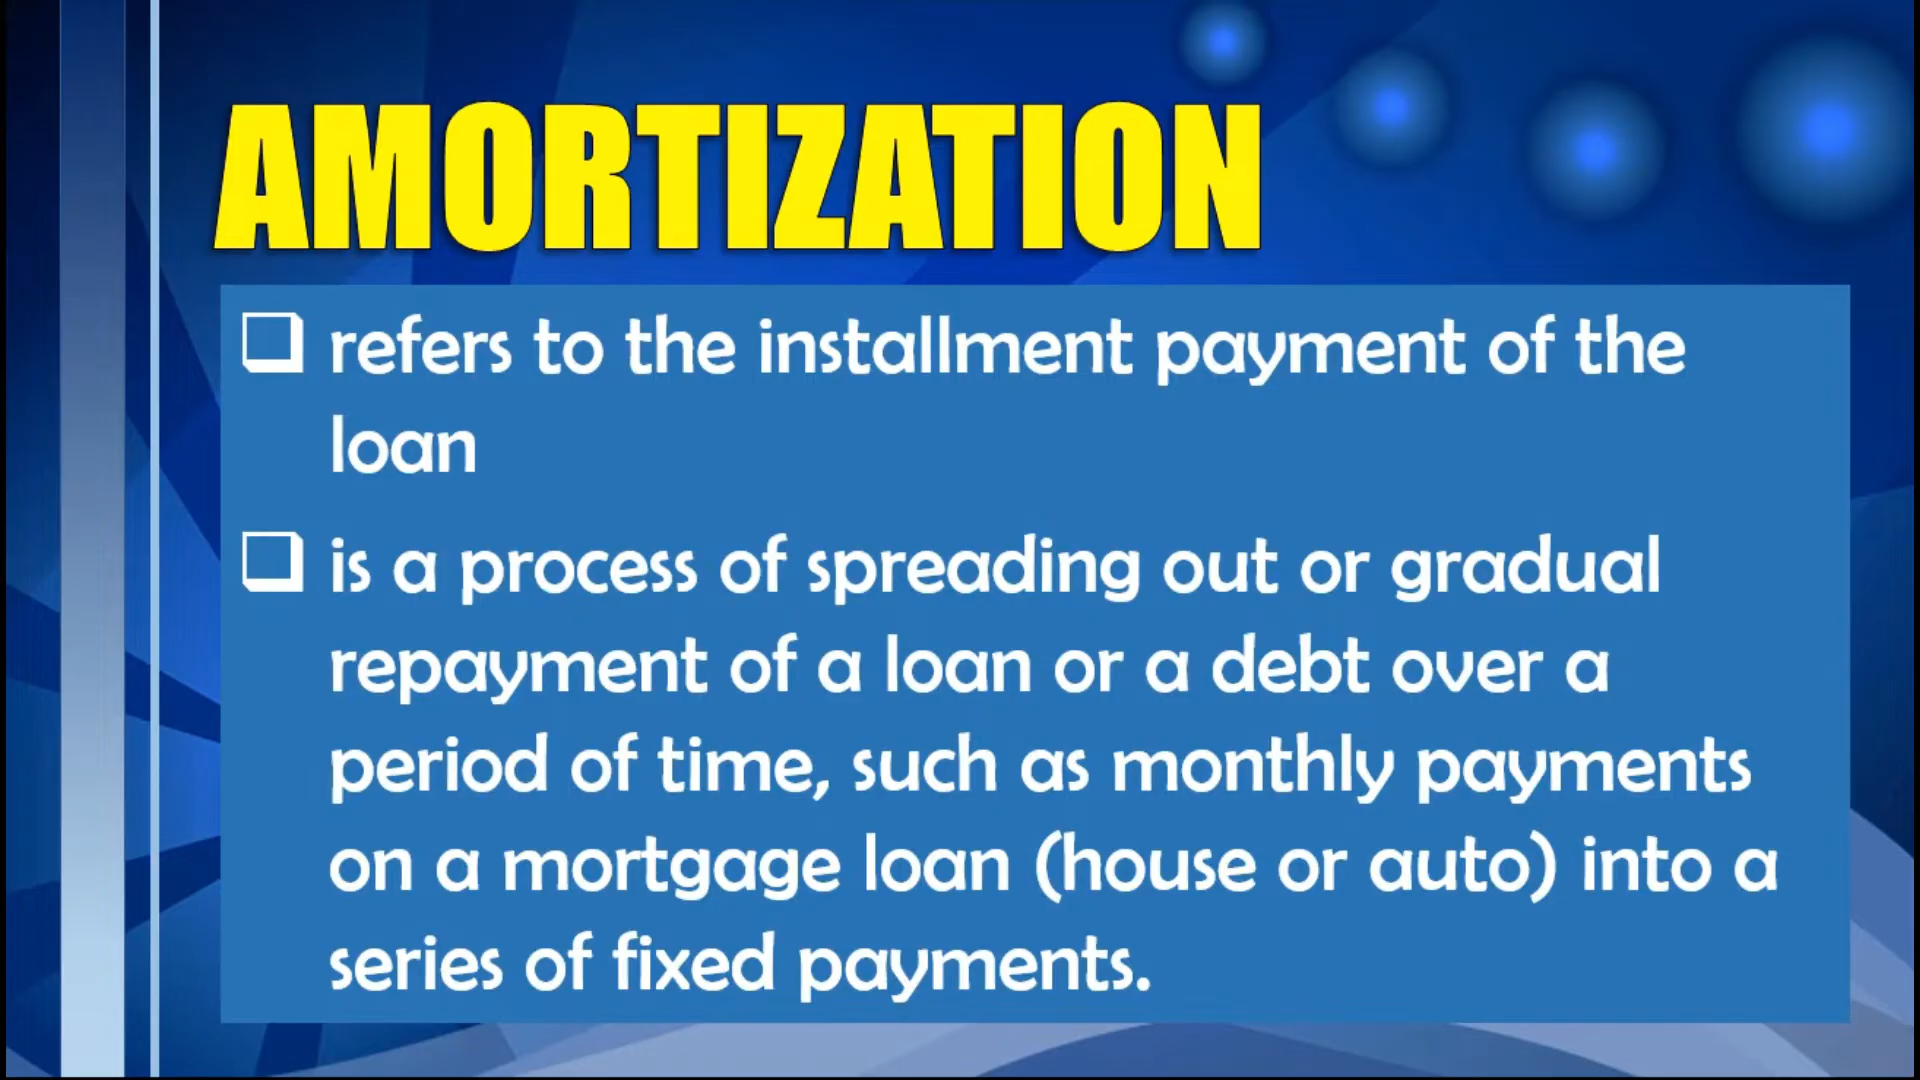 AMORTIZATION
❑ refers to the installment payment of the
loan
❑ is a process of spreading out or gradual
repayment of a loan or a debt over a
period of time, such as monthly payments
on a mortgage loan (house or auto) into a
series of fixed payments.